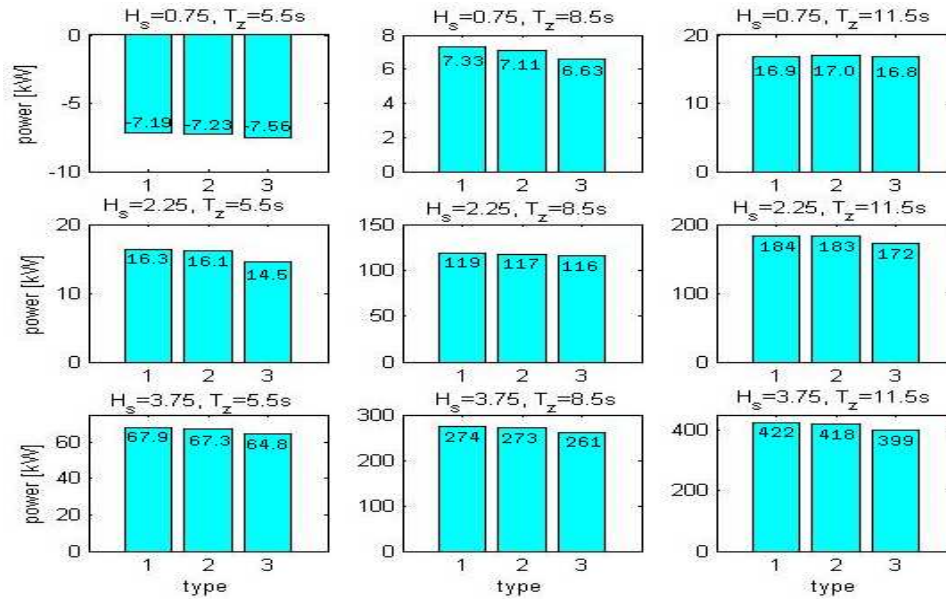 H_s=0.75, T_z=5.5s
H_s=0.75, T_z=8.5s
H_s=0.75, T_z=11.5s
power [kW]
0
-5
-10
-7.19
-7.23
-7.56
1 2 3
8
6
4
2
0
7.33
7.11
6.63
1 2 3
20
10
0
16.9
17.0
16.8
1 2 3
H_s=2.25, T_z=5.5s
H_s=2.25, T_z=8.5s
H_s=2.25, T_z=11.5s
power [kW]
20
10
0
16.3
16.1
14.5
1 2 3
150
100
50
0
119
117
116
1 2 3
200
100
0
184
183
172
1 2 3
H_s=3.75, T_z=5.5s
H_s=3.75, T_z=8.5s
H_s=3.75, T_z=11.5s
power [kW]
60
40
20
0
67.9
67.3
64.8
1 2 3
type
300
200
100
0
274
273
261
1 2 3
type
400
200
0
422
418
399
1 2 3
type